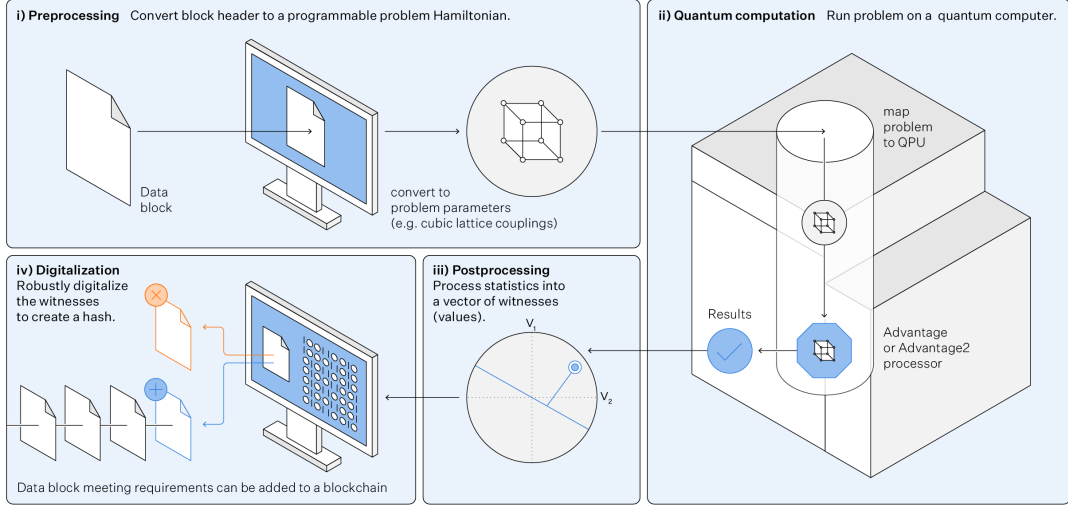 i) Preprocessing Convert block header to a programmable problem Hamiltonian.
Data
block
convert to
problem parameters
(e.g. cubic lattice couplings)
ii) Quantum computation Run problem on a quantum computer.
map
problem
to QPU
Results
Advantage
or Advantage2
processor
iii) Postprocessing
Process statistics into
a vector of witnesses
(values).
V₁
V₂
iv) Digitalization
Robustly digitalize
the witnesses
to create a hash.
Data block meeting requirements can be added to a blockchain